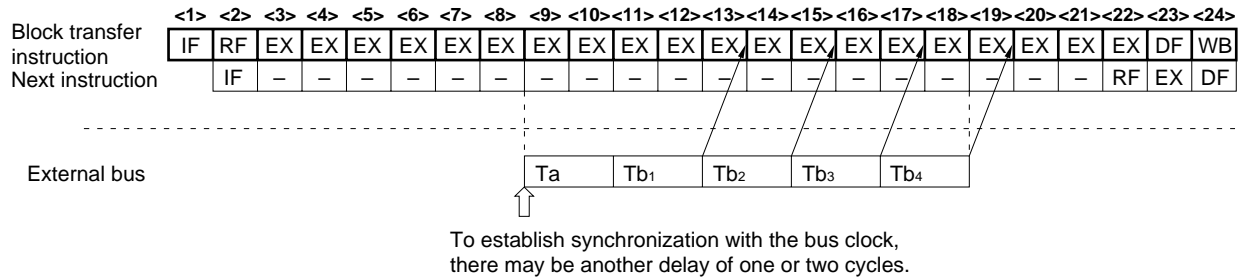 <1> <2> <3> <4> <5> <6> <7> <8> <9> <10> <11> <12> <13> <14> <15> <16> <17> <18> <19> <20> <21> <22> <23> <24>
Block transfer instruction IF RF EX EX EX EX EX EX EX EX EX EX EX EX EX EX EX EX EX EX EX EX DF WB
Next instruction IF – – – – – – – – – – – – – – – – – – – RF EX DF
External bus Ta Tb1 Tb2 Tb3 Tb4
To establish synchronization with the bus clock,
there may be another delay of one or two cycles.